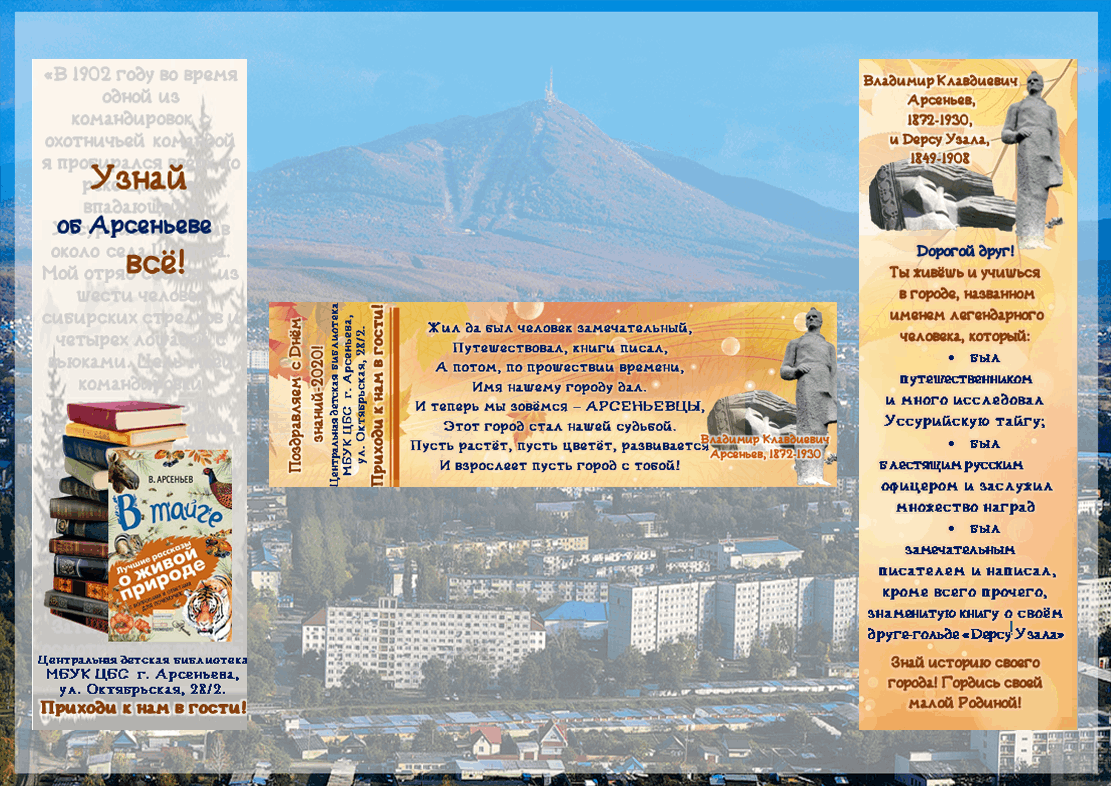 «В 1902 году во время
одной из
командировок с
охотничьей командой
я пробирался
впадающ
около села
Мой отряд из
шести челове
сибирских стрелков и
четырех лошадей с
вьюками.
командировки
Узнай
об Арсеньеве
всё!
В. АРСЕНЬЕВ
В тайге
Лучшие рассказы
о живой
природе
Центральная детская библиотека
МБУК ЦБС г. Арсеньева,
ул. Октябрьская, 28/2.
Приходи к нам в гости!
Поздравляем с Днём
знаний-2020!
Центральная детская библиотека
МБУК ЦБС г. Арсеньева,
ул. Октябрьская, 28/2.
Приходи к нам в гости!
Жил да был человек замечательный,
Путешествовал, книги писал,
А потом, по прошествии времени,
Имя нашему городу дал.
И теперь мы зовёмся – АРСЕНЬЕВЦЫ,
Этот город стал нашей судьбой.
Пусть растёт, пусть цветёт, развивается
И взрослеет пусть город с тобой!
Владимир Клавдиевич
Арсеньев, 1872-1930
Владимир Клавдиевич
Арсеньев,
1872-1930,
и Дерсу Узала,
1849-1908
Дорогой друг!
Ты живёшь и учишься
в городе, названном
именем легендарного
человека, который:
• был
путешественником
и много исследовал
Уссурийскую тайгу;
• был
блестящим русским
офицером и заслужил
множество наград
• был
замечательным
писателем и написал,
кроме всего прочего,
знаменитую книгу о своём
друге-гольде «Дерсу Узала»
Знай историю своего
города! Гордись своей
малой Родиной!